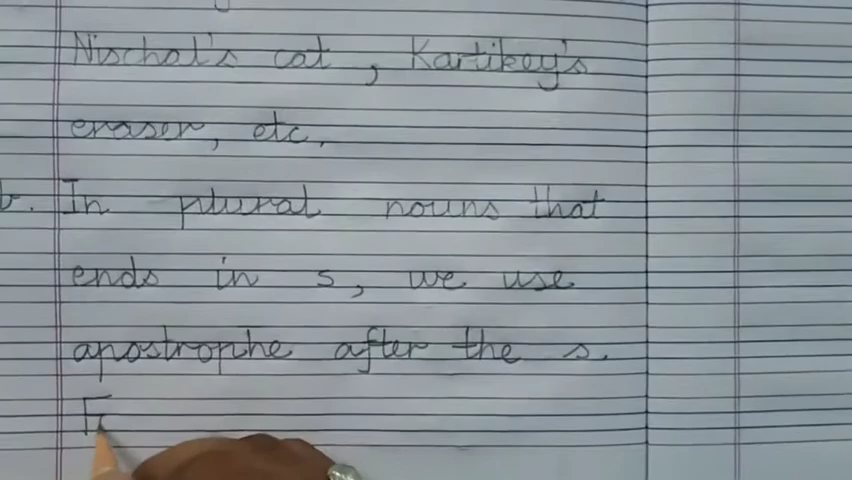 Nischal's cat, Kartikey's
eraser, etc.
b. In plural nouns that
ends in s, we use
apostrophe after the s.
F